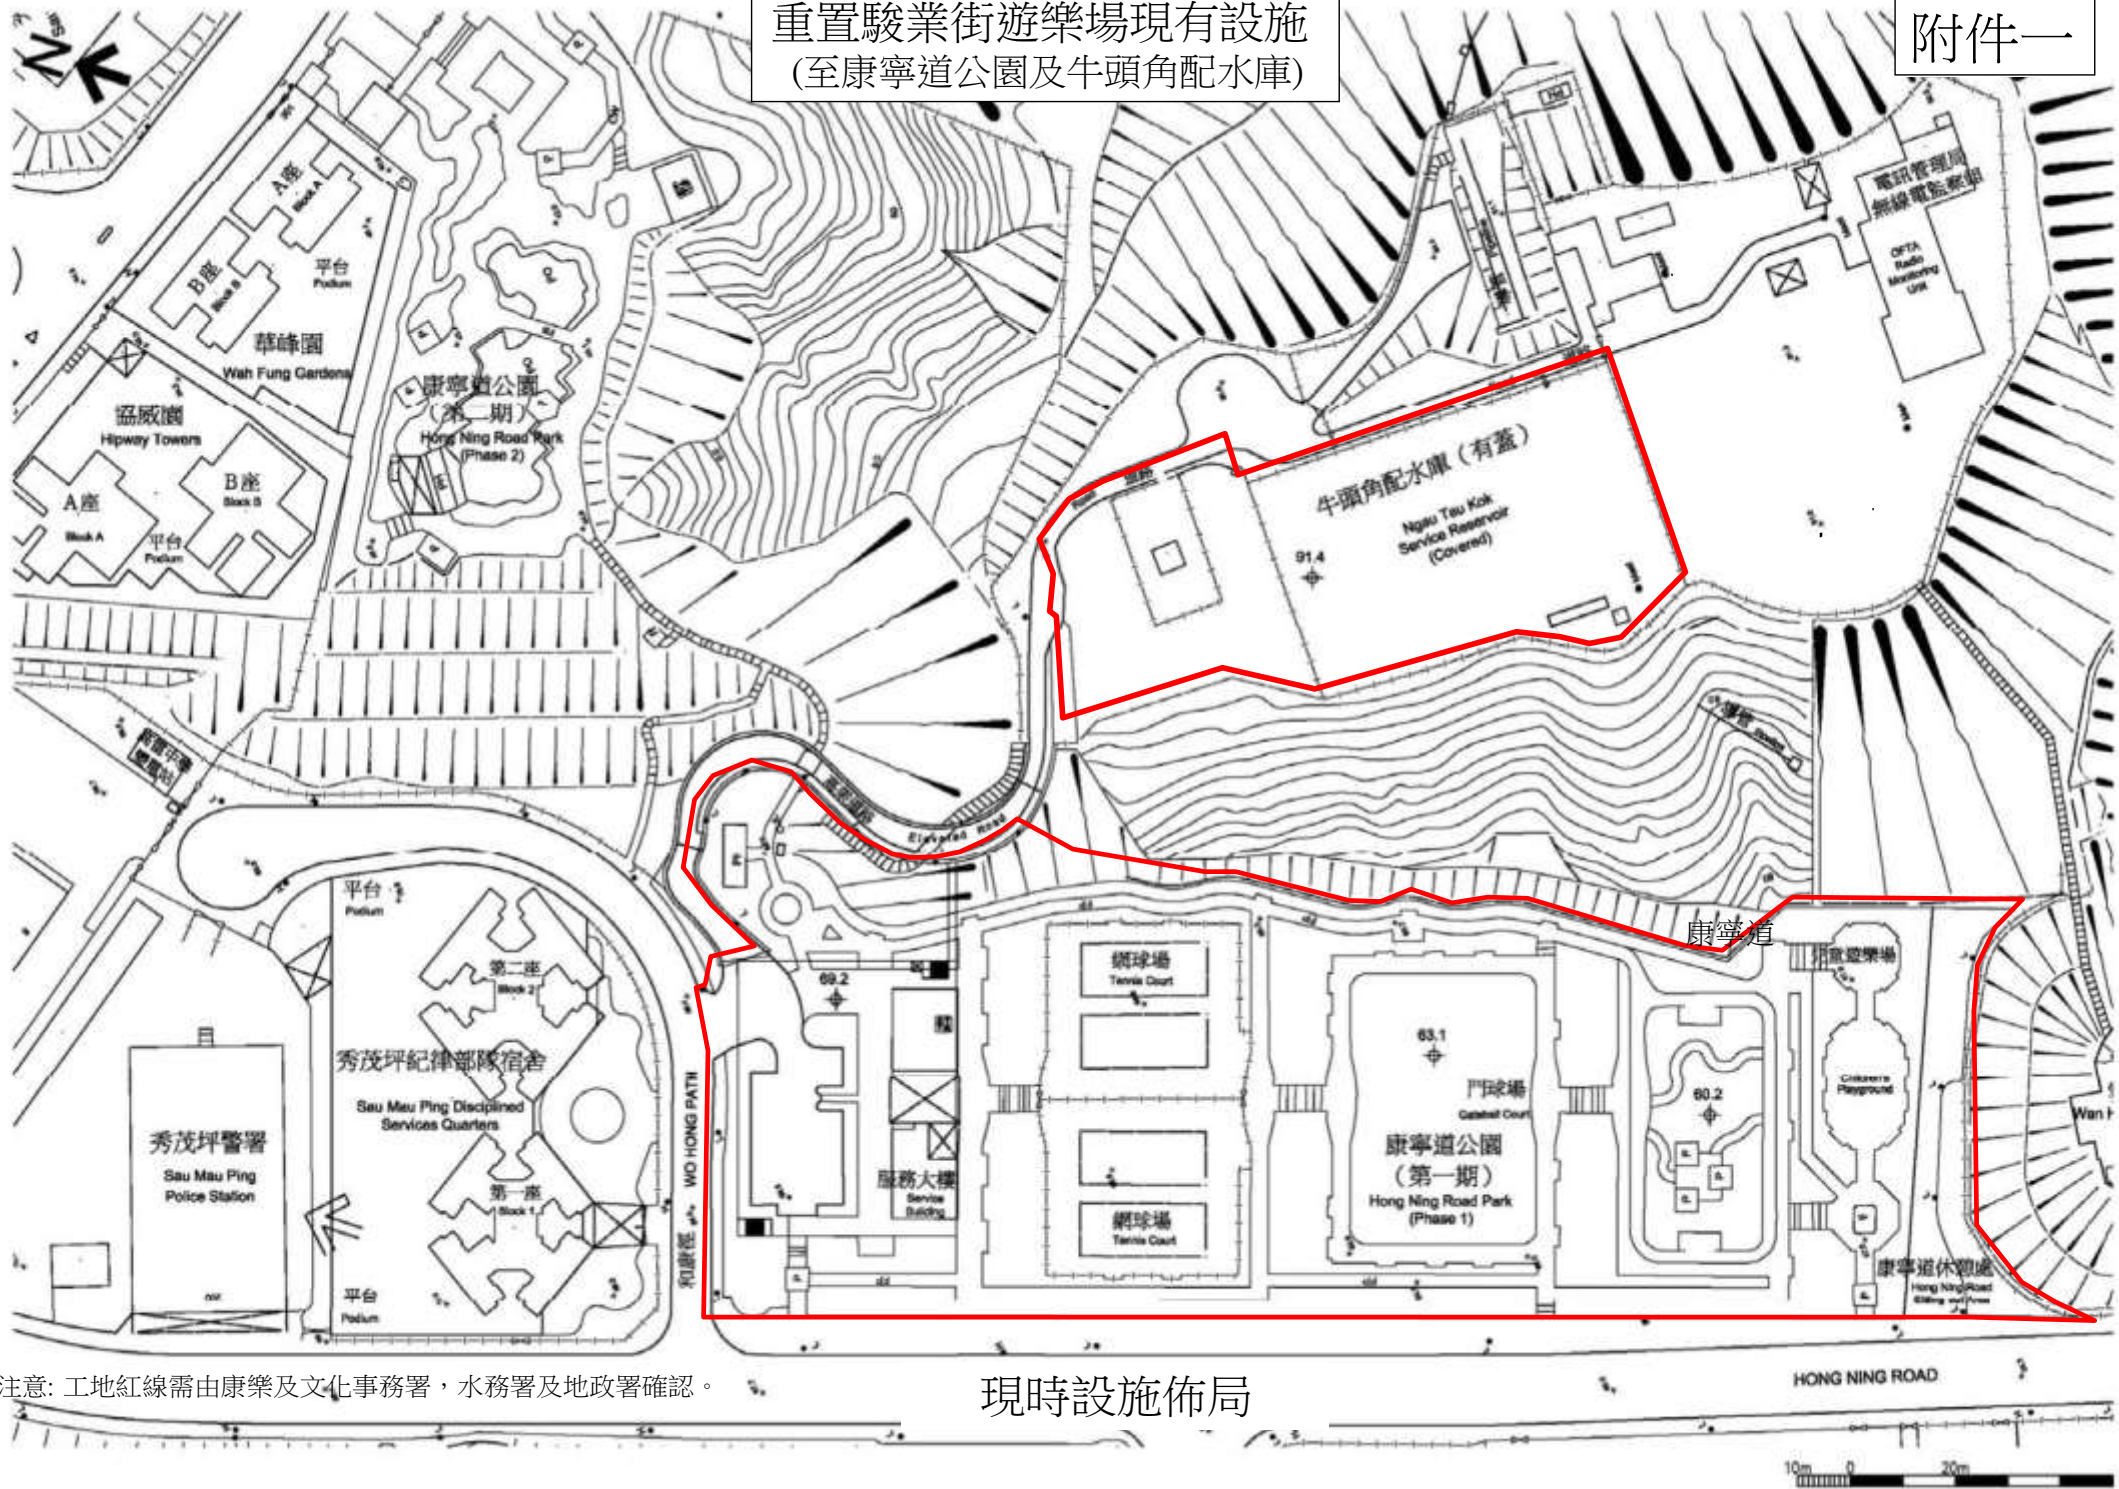 重置駿業街遊樂場現有設施
(至康寧道公園及牛頭角配水庫)
附件一
N
A座
Block A
B座
Block B
平台
Podium
華峰園
Wah Fung Gardens
協威園
Hipway Towers
A座
Block A
B座
Block B
平台
Podium
康寧道公園
(第二期)
Hong Ning Road Park
(Phase 2)
電訊管理局
無線電監察組
OFTA
Radio
Monitoring
Unit
牛頭角配水庫(有蓋)
Ngau Tau Kok
Service Reservoir
(Covered)
91.4
Road
Elevated Road
康寧道
平台
Podium
第二座
Block 2
秀茂坪紀律部隊宿舍
Sau Mau Ping Disciplined
Services Quarters
第一座
Block 1
平台
Podium
秀茂坪警署
Sau Mau Ping
Police Station
和康徑 WO HONG PATH
69.2
服務大樓
Service
Building
網球場
Tennis Court
網球場
Tennis Court
63.1
門球場
Gateball Court
康寧道公園
(第一期)
Hong Ning Road Park
(Phase 1)
60.2
兒童遊樂場
Children's
Playground
康寧道休憩處
Hong Ning Road
Wan H
HONG NING ROAD
注意: 工地紅線需由康樂及文化事務署，水務署及地政署確認。
現時設施佈局
10m 0 20m